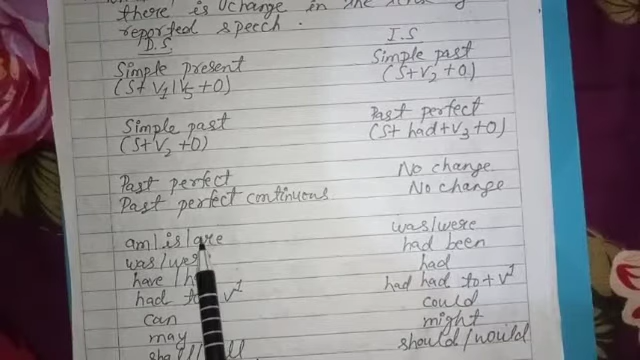 there is change in the
reported speech.
D.S. I.S
Simple present Simple past
(S+ V1|V5 +O) (S+V2 +O)
Simple past Past perfect
(S+V2 +O) (S+ had+V3+O)
Past perfect No change
Past perfect continuous No change
am|is|are was/were
was/were had been
have had
had to V1 had had to+V1
can could
may might
should/would